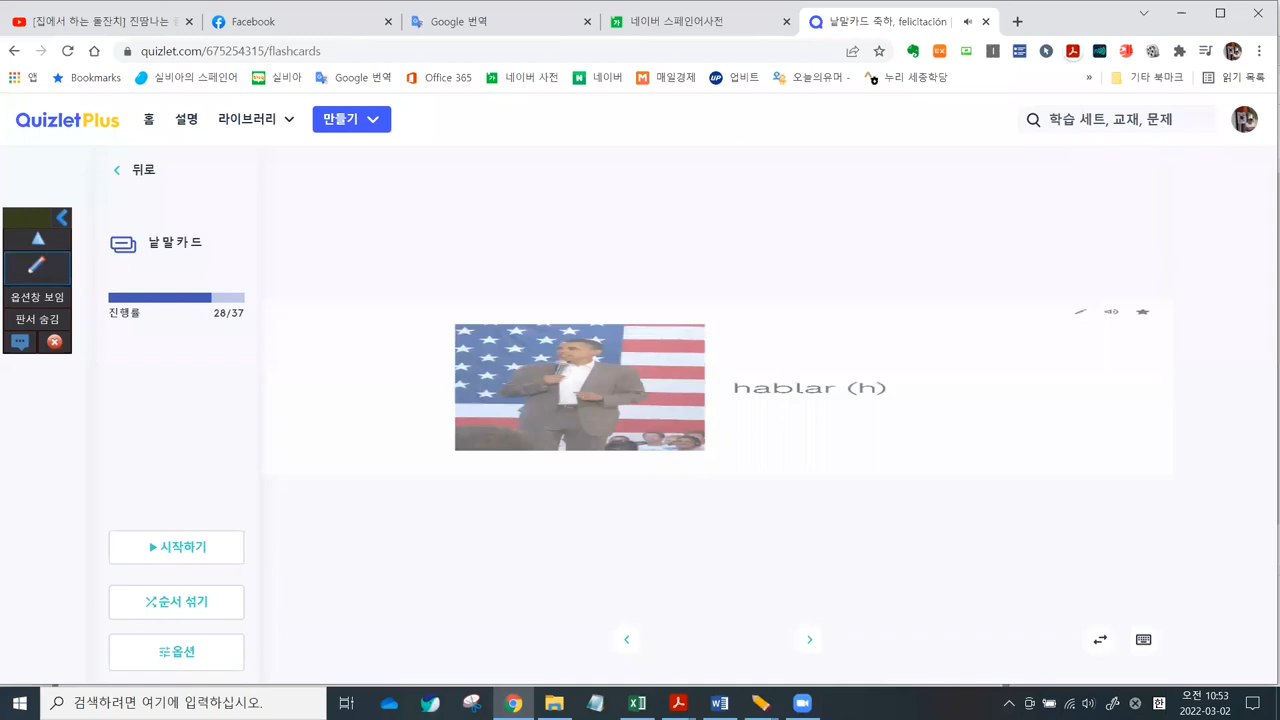 [집에서 하는 돌잔치] 진땀나는
Facebook
Google 번역
네이버 스페인어사전
낱말카드 축하, felicitación
quizlet.com/675254315/flashcards
앱
Bookmarks
실비아의 스페인어
실비아
Google 번역
Office 365
네이버 사전
네이버
매일경제
업비트
오늘의유머 -
누리 세종학당
»
기타 북마크
읽기 목록
QuizletPlus
홈
설명
라이브러리
만들기
학습 세트, 교재, 문제
뒤로
낱말카드
진행률 28/37
옵션창 보임
판서 숨김
hablar (h)
시작하기
순서 섞기
옵션
검색하려면 여기에 입력하십시오.
한
오전 10:53
2022-03-02